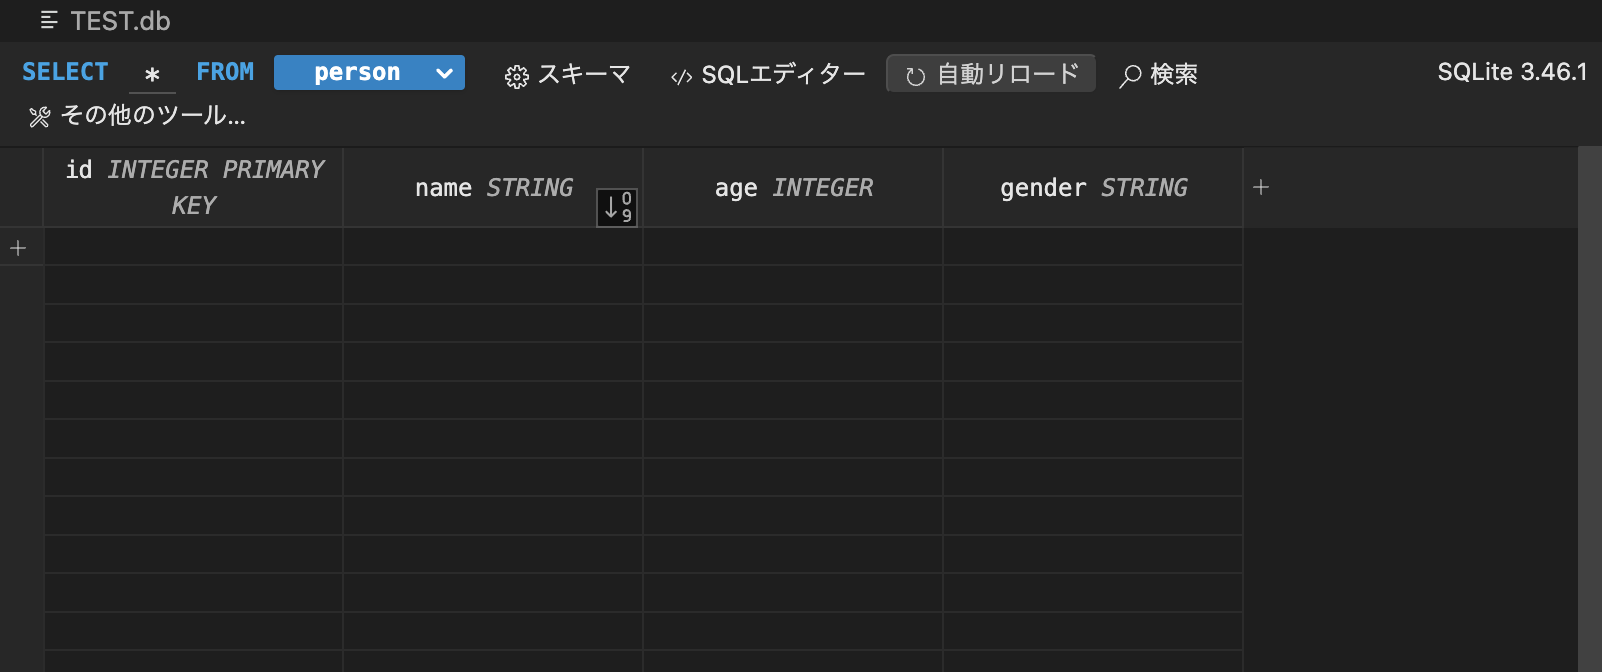 TEST.db
SELECT * FROM person スキーマ </> SQLエディター 自動リロード 検索 SQLite 3.46.1
その他のツール...
id INTEGER PRIMARY KEY
name STRING
↓09
age INTEGER
gender STRING
+
+